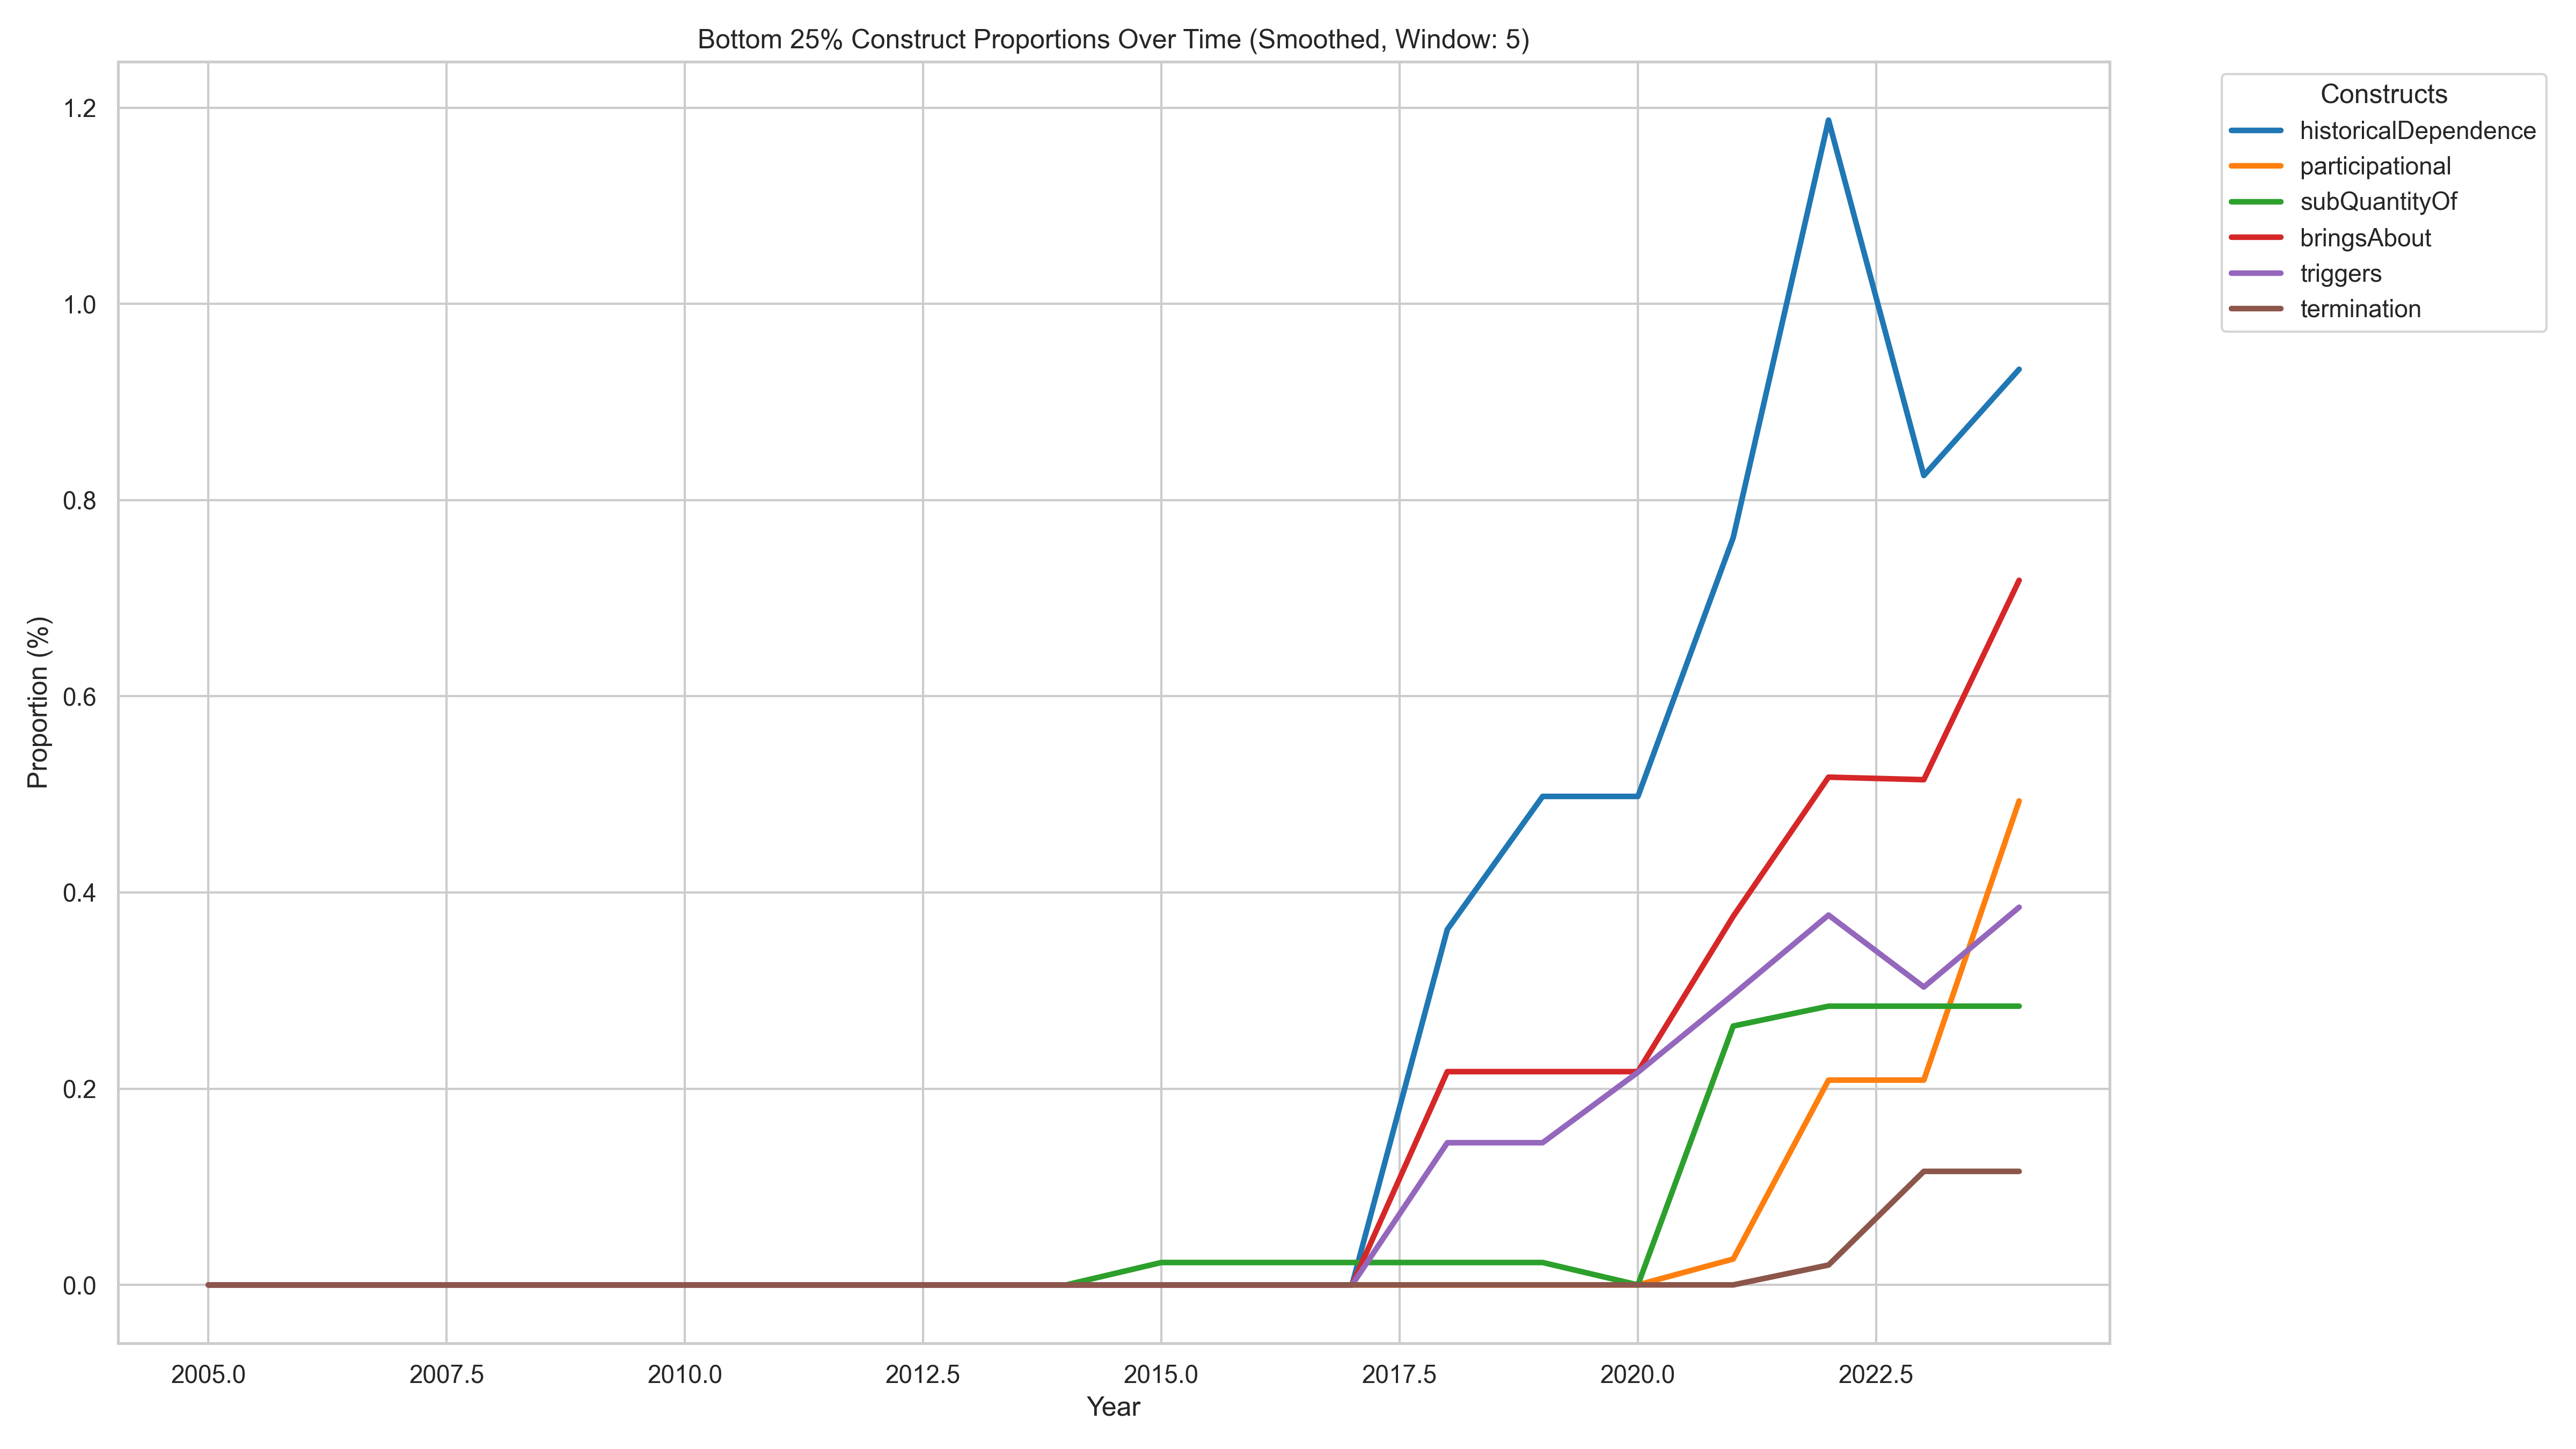 Bottom 25% Construct Proportions Over Time (Smoothed, Window: 5)
Constructs
historicalDependence
participational
subQuantityOf
bringsAbout
triggers
termination
Proportion (%)
1.2
1.0
0.8
0.6
0.4
0.2
0.0
2005.0 2007.5 2010.0 2012.5 2015.0 2017.5 2020.0 2022.5
Year